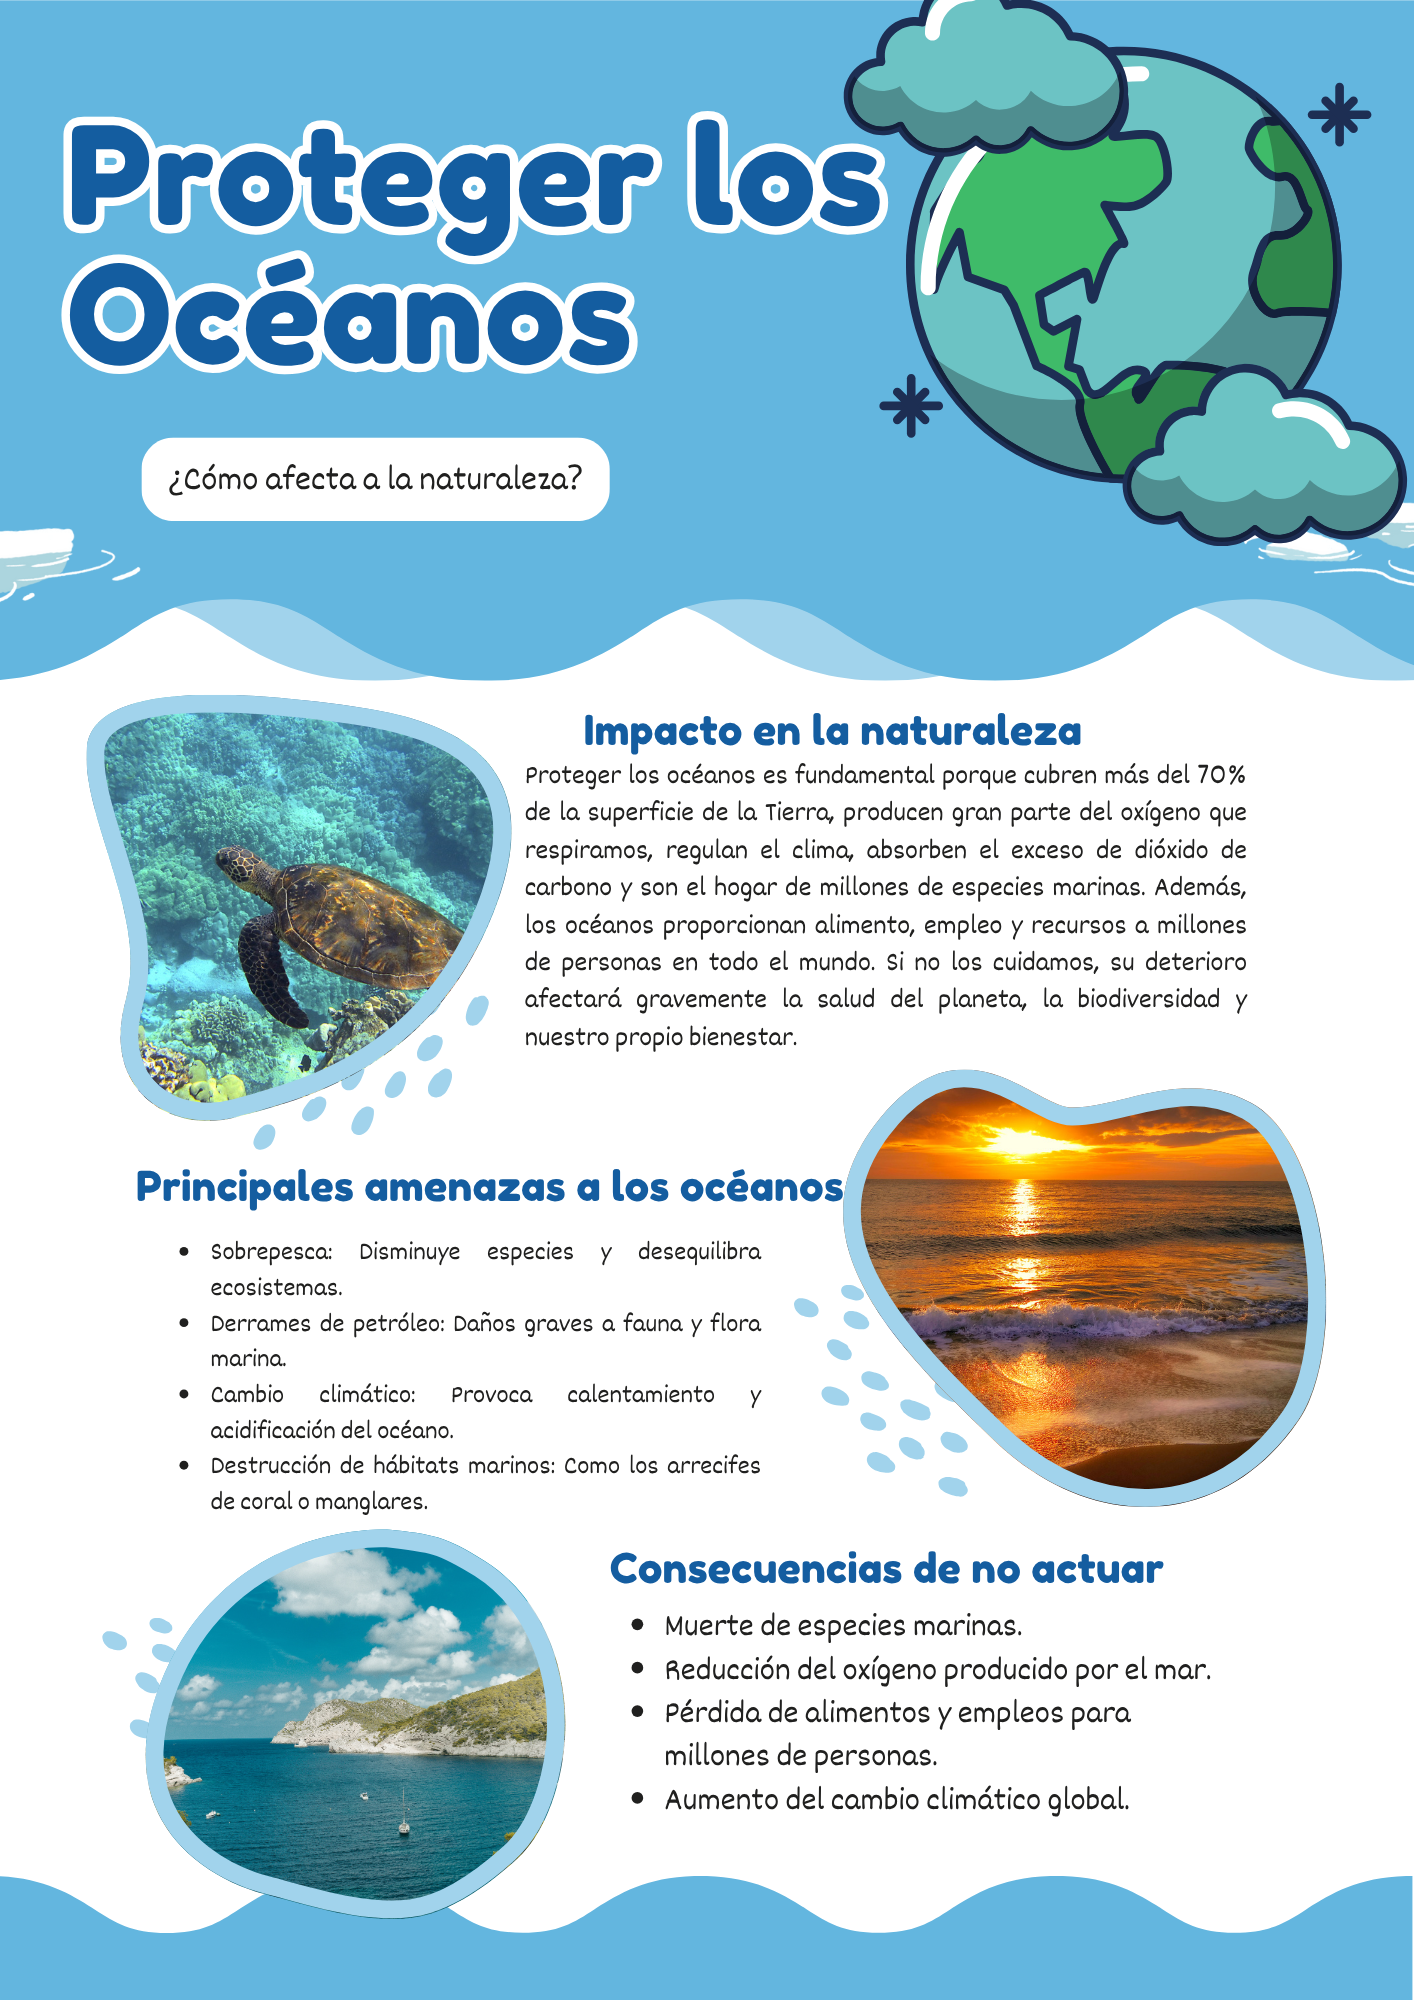 Proteger los
Océanos
¿Cómo afecta a la naturaleza?
Impacto en la naturaleza
Proteger los océanos es fundamental porque cubren más del 70%
de la superficie de la Tierra, producen gran parte del oxígeno que
respiramos, regulan el clima, absorben el exceso de dióxido de
carbono y son el hogar de millones de especies marinas. Además,
los océanos proporcionan alimento, empleo y recursos a millones
de personas en todo el mundo. Si no los cuidamos, su deterioro
afectará gravemente la salud del planeta, la biodiversidad y
nuestro propio bienestar.
Principales amenazas a los océanos
• Sobrepesca: Disminuye especies y desequilibra
ecosistemas.
• Derrames de petróleo: Daños graves a fauna y flora
marina.
• Cambio climático: Provoca calentamiento y
acidificación del océano.
• Destrucción de hábitats marinos: Como los arrecifes
de coral o manglares.
Consecuencias de no actuar
• Muerte de especies marinas.
• Reducción del oxígeno producido por el mar.
• Pérdida de alimentos y empleos para
millones de personas.
• Aumento del cambio climático global.